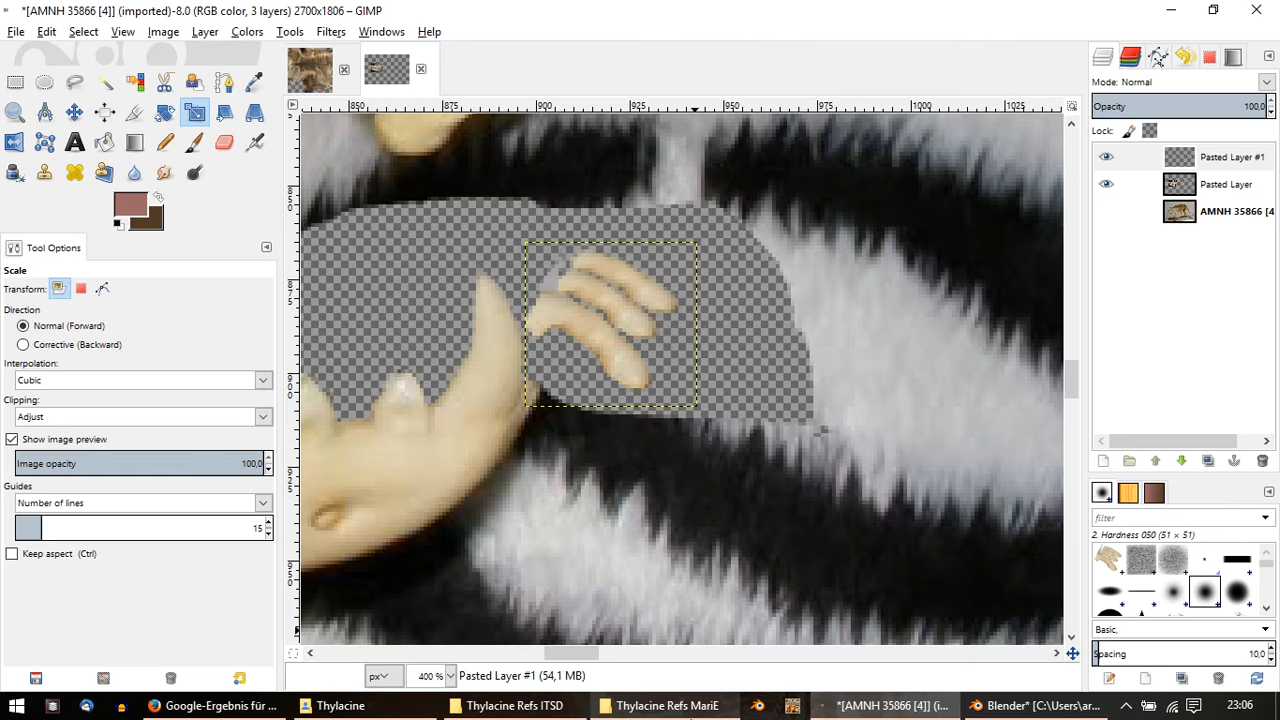 *[AMNH 35866 [4]] (imported)-8.0 (RGB color, 3 layers) 2700x1806 – GIMP
File Edit Select View Image Layer Colors Tools Filters Windows Help
Tool Options
Scale
Transform:
Direction
Normal (Forward)
Corrective (Backward)
Interpolation:
Cubic
Clipping:
Adjust
Show image preview
Image opacity 100,0
Guides
Number of lines
15
Keep aspect (Ctrl)
850 875 900 925 950 975 1000 1025
850
875
900
925
950
px 400 % Pasted Layer #1 (54,1 MB)
Mode: Normal
Opacity 100,0
Lock:
Pasted Layer #1
Pasted Layer
AMNH 35866 [4
filter
2. Hardness 050 (51 × 51)
Basic,
Spacing 10,0
Google-Ergebnis für ...
Thylacine
Thylacine Refs ITSD
Thylacine Refs MariE
*[AMNH 35866 [4]] (i...
Blender* [C:\Users\ar...
23:06